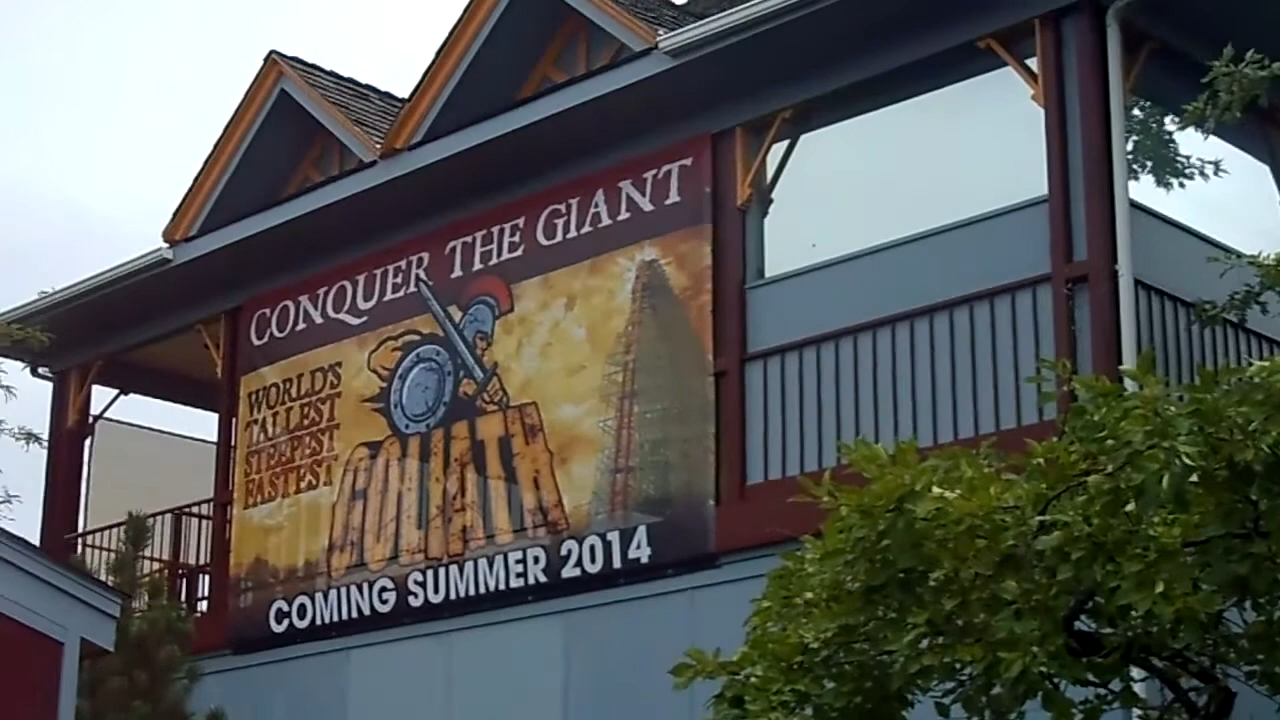 CONQUER THE GIANT
WORLD'S
TALLEST
STEEPEST
FASTEST
GOLIATH
COMING SUMMER 2014